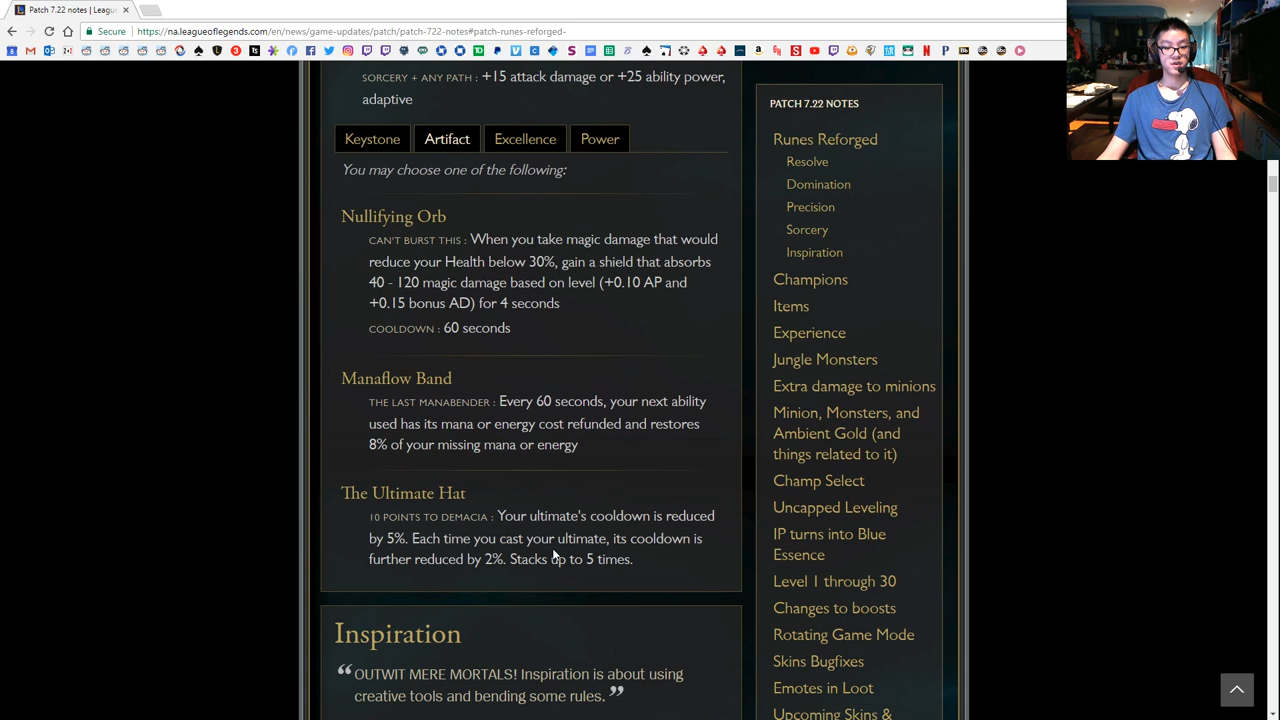 Patch 7.22 notes | Leagu
Secure
https://na.leagueoflegends.com/en/news/game-updates/patch/patch-722-notes#patch-runes-reforged-
SORCERY + ANY PATH : +15 attack damage or +25 ability power,
adaptive
Keystone
Artifact
Excellence
Power
You may choose one of the following:
Nullifying Orb
CAN'T BURST THIS : When you take magic damage that would
reduce your Health below 30%, gain a shield that absorbs
40 - 120 magic damage based on level (+0.10 AP and
+0.15 bonus AD) for 4 seconds
COOLDOWN : 60 seconds
Manaflow Band
THE LAST MANABENDER : Every 60 seconds, your next ability
used has its mana or energy cost refunded and restores
8% of your missing mana or energy
The Ultimate Hat
10 POINTS TO DEMACIA : Your ultimate's cooldown is reduced
by 5%. Each time you cast your ultimate, its cooldown is
further reduced by 2%. Stacks up to 5 times.
Inspiration
“ OUTWIT MERE MORTALS! Inspiration is about using
creative tools and bending some rules. ”
PATCH 7.22 NOTES
Runes Reforged
Resolve
Domination
Precision
Sorcery
Inspiration
Champions
Items
Experience
Jungle Monsters
Extra damage to minions
Minion, Monsters, and
Ambient Gold (and
things related to it)
Champ Select
Uncapped Leveling
IP turns into Blue
Essence
Level 1 through 30
Changes to boosts
Rotating Game Mode
Skins Bugfixes
Emotes in Loot
Upcoming Skins &